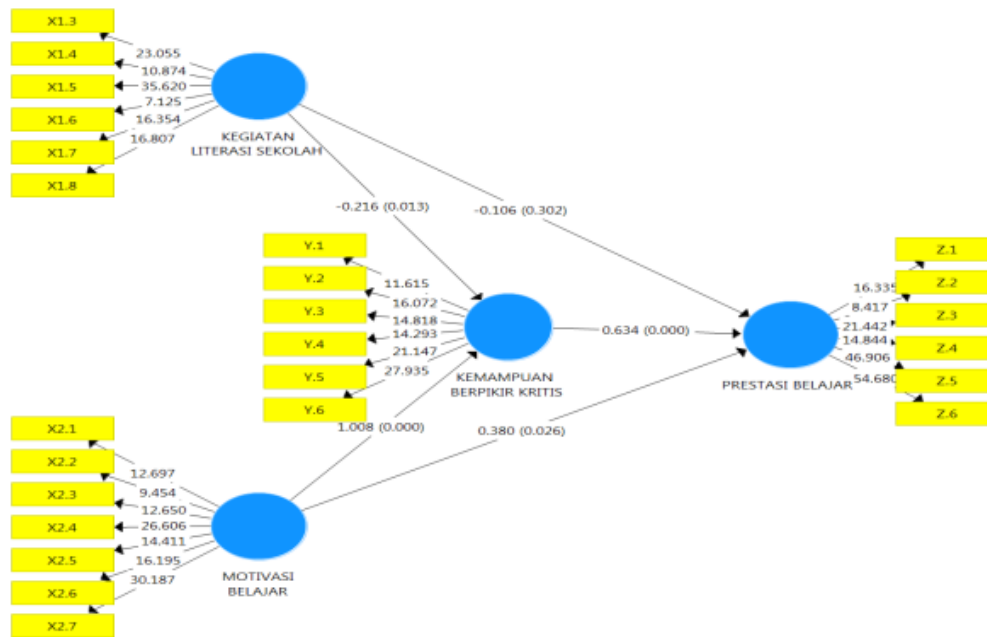 X1.3
X1.4
X1.5
X1.6
X1.7
X1.8
23.055
10.874
35.620
7.125
16.354
16.807
KEGIATAN
LITERASI SEKOLAH
-0.216 (0.013)
-0.106 (0.302)
Y.1
Y.2
Y.3
Y.4
Y.5
Y.6
11.615
16.072
14.818
14.293
21.147
27.935
KEMAMPUAN
BERPIKIR KRITIS
0.634 (0.000)
1.008 (0.000)
0.380 (0.026)
PRESTASI BELAJAR
16.335
8.417
21.442
14.844
46.906
54.680
Z.1
Z.2
Z.3
Z.4
Z.5
Z.6
X2.1
X2.2
X2.3
X2.4
X2.5
X2.6
X2.7
12.697
9.454
12.650
26.606
14.411
16.195
30.187
MOTIVASI
BELAJAR